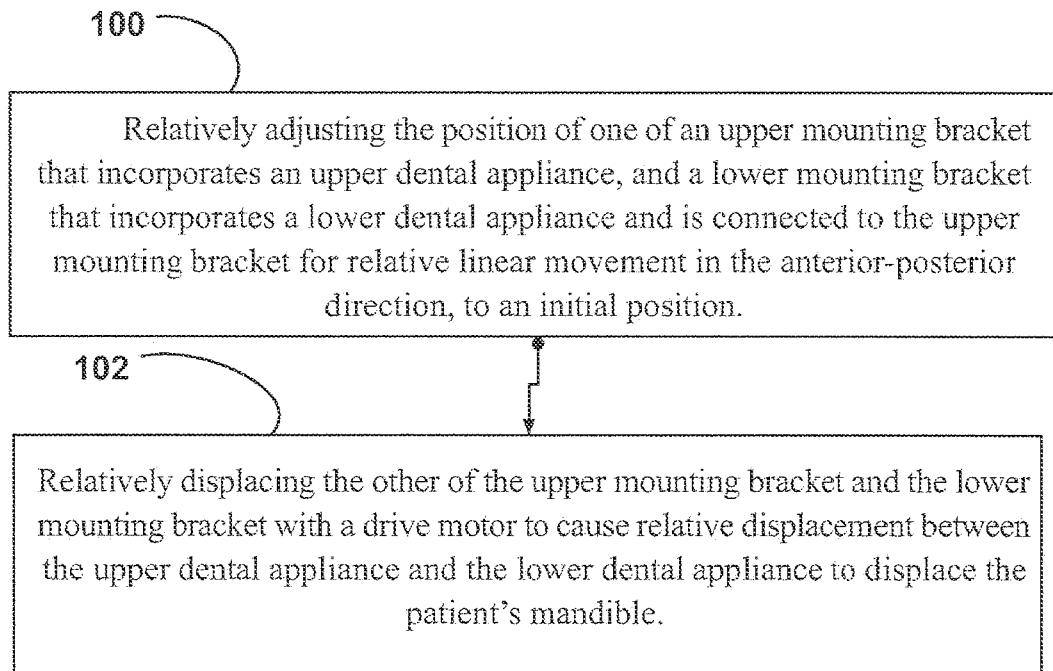 100
Relatively adjusting the position of one of an upper mounting bracket
that incorporates an upper dental appliance, and a lower mounting bracket
that incorporates a lower dental appliance and is connected to the upper
mounting bracket for relative linear movement in the anterior-posterior
direction, to an initial position.
102
Relatively displacing the other of the upper mounting bracket and the lower
mounting bracket with a drive motor to cause relative displacement between
the upper dental appliance and the lower dental appliance to displace the
patient's mandible.